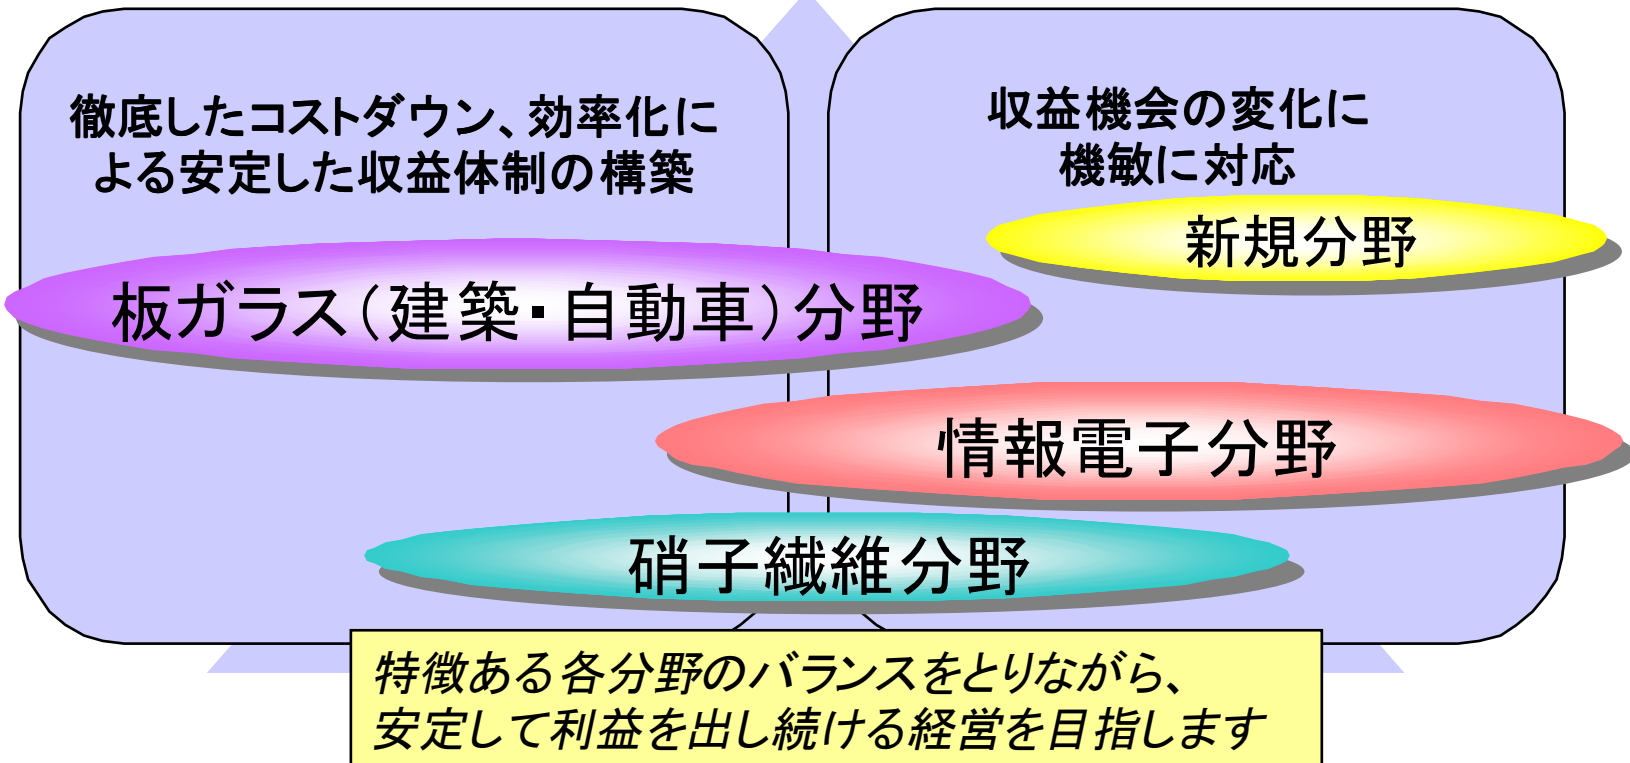 徹底したコストダウン、効率化に
よる安定した収益体制の構築
収益機会の変化に
機敏に対応
新規分野
板ガラス(建築・自動車)分野
情報電子分野
硝子繊維分野
特徴ある各分野のバランスをとりながら、
安定して利益を出し続ける経営を目指します